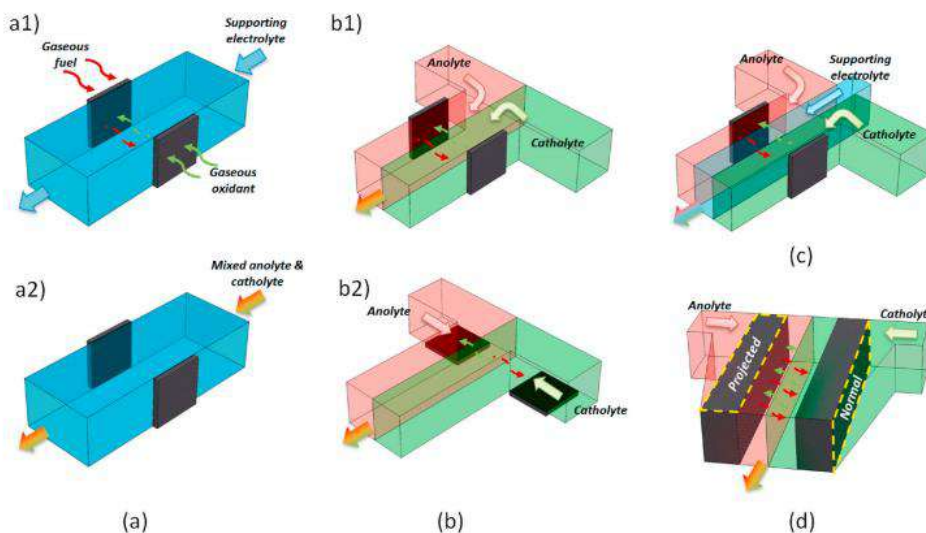 a1)
Supporting
electrolyte
Gaseous
fuel
Gaseous
oxidant
b1)
Anolyte
Catholyte
Anolyte
Supporting
electrolyte
Catholyte
(c)
a2)
Mixed anolyte &
catholyte
(a)
b2)
Anolyte
Catholyte
(b)
Anolyte
Catholyt
Projected
Normal
(d)